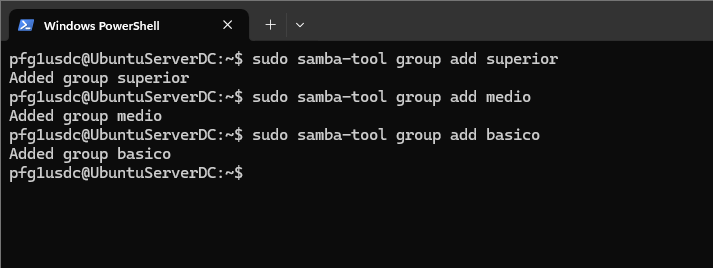 Windows PowerShell
pfg1usdc@UbuntuServerDC:~$ sudo samba-tool group add superior
Added group superior
pfg1usdc@UbuntuServerDC:~$ sudo samba-tool group add medio
Added group medio
pfg1usdc@UbuntuServerDC:~$ sudo samba-tool group add basico
Added group basico
pfg1usdc@UbuntuServerDC:~$